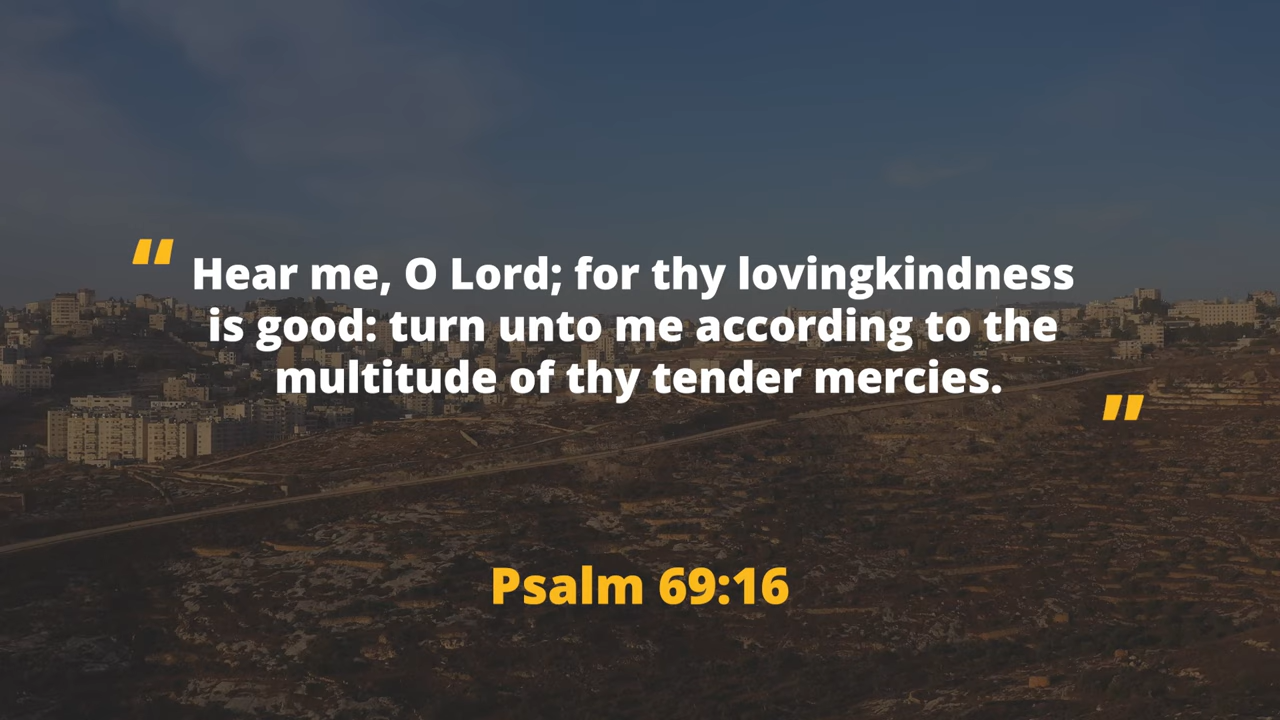 "Hear me, O Lord; for thy lovingkindness
is good: turn unto me according to the
multitude of thy tender mercies."
Psalm 69:16